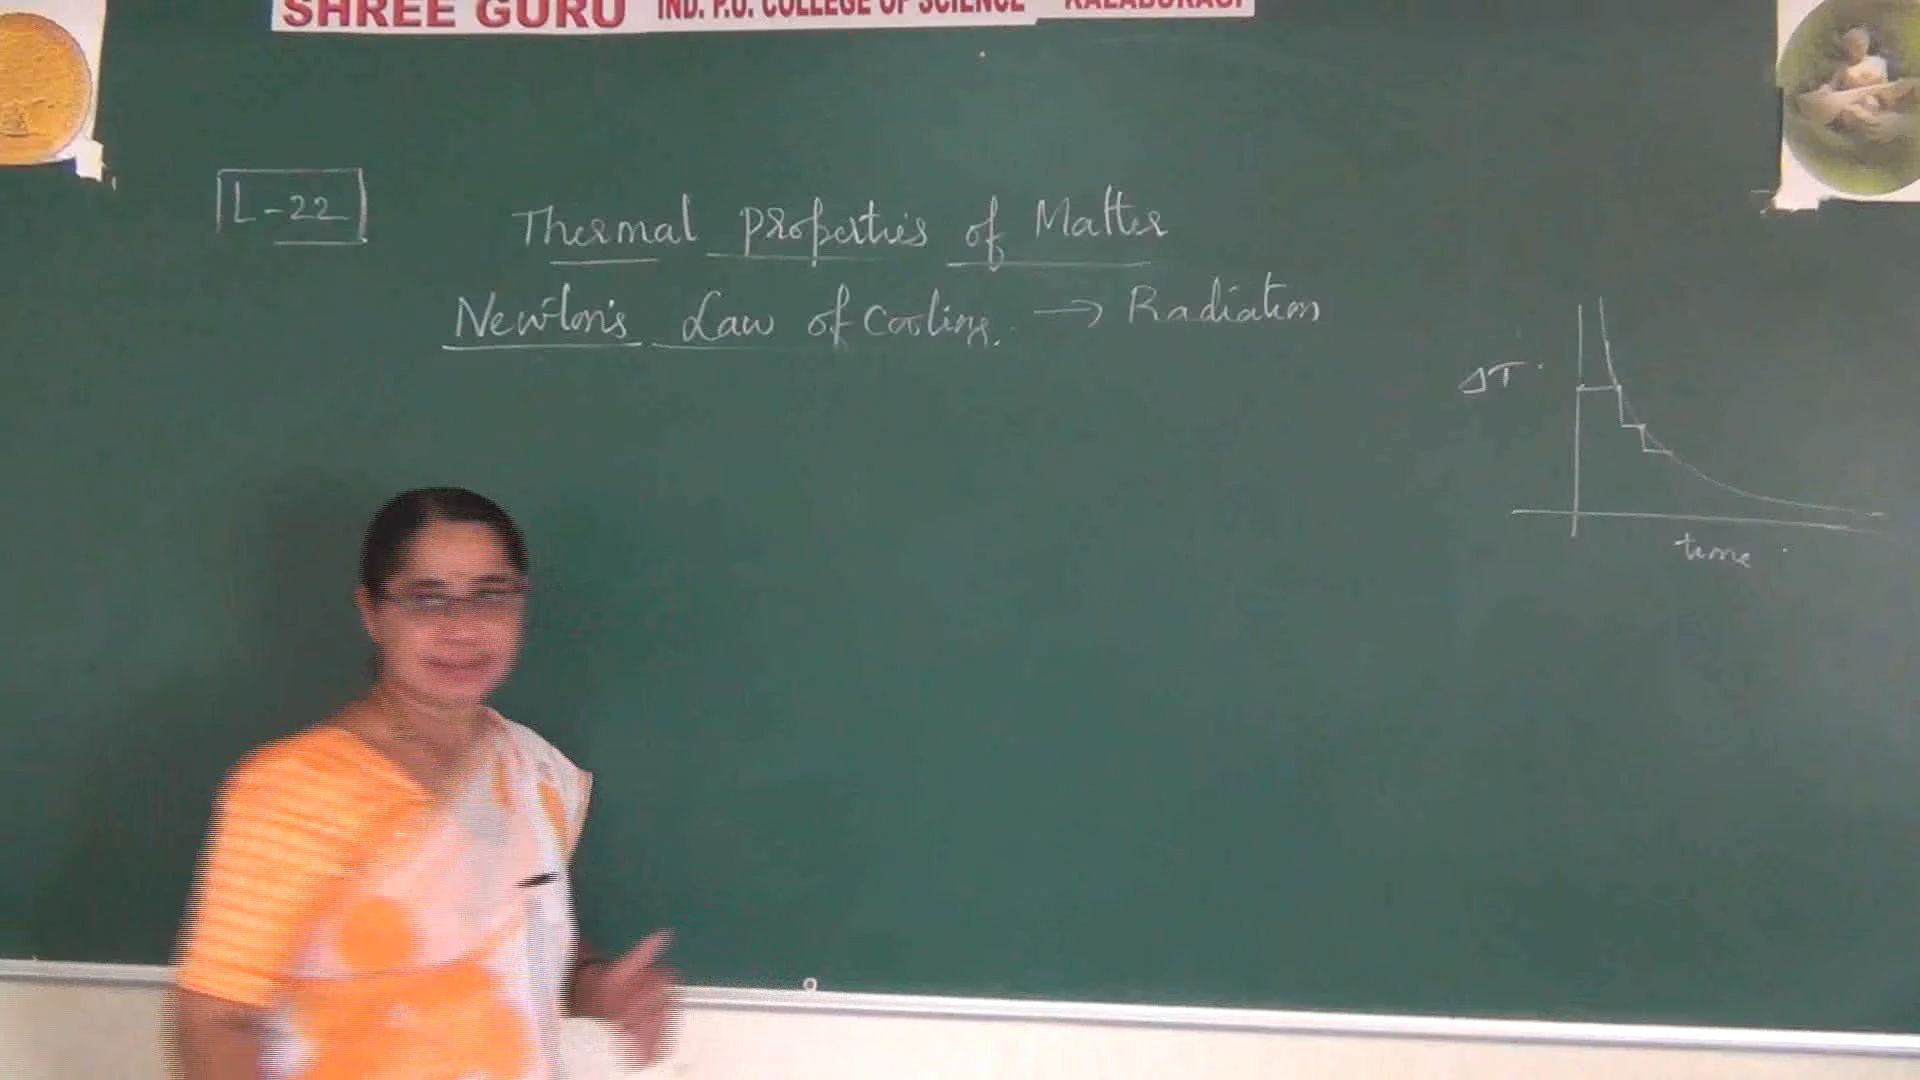 SHREE GURU IND. P.U. COLLEGE OF SCIENCE KALABURAGI
L-22
Thermal properties of Matter
Newton's Law of Cooling. → Radiation
ΔT
time